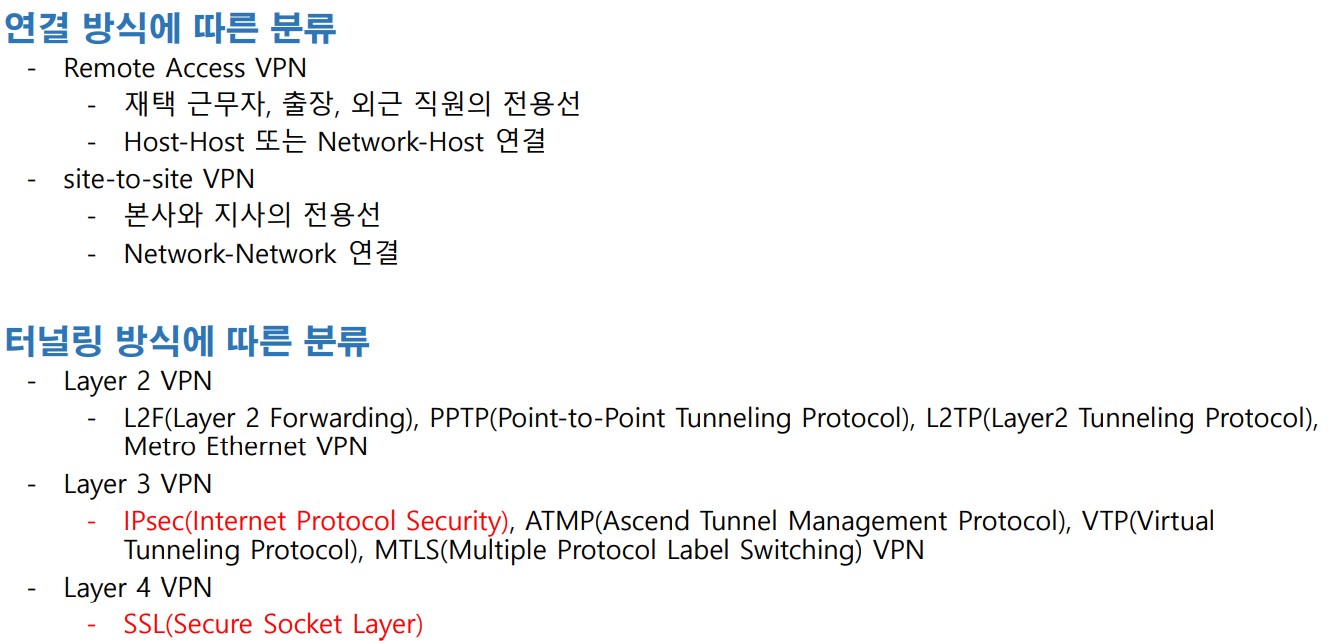 연결 방식에 따른 분류
- Remote Access VPN
- 재택 근무자, 출장, 외근 직원의 전용선
- Host-Host 또는 Network-Host 연결
- site-to-site VPN
- 본사와 지사의 전용선
- Network-Network 연결
터널링 방식에 따른 분류
- Layer 2 VPN
- L2F(Layer 2 Forwarding), PPTP(Point-to-Point Tunneling Protocol), L2TP(Layer2 Tunneling Protocol),
Metro Ethernet VPN
- Layer 3 VPN
- IPsec(Internet Protocol Security), ATMP(Ascend Tunnel Management Protocol), VTP(Virtual
Tunneling Protocol), MTLS(Multiple Protocol Label Switching) VPN
- Layer 4 VPN
- SSL(Secure Socket Layer)